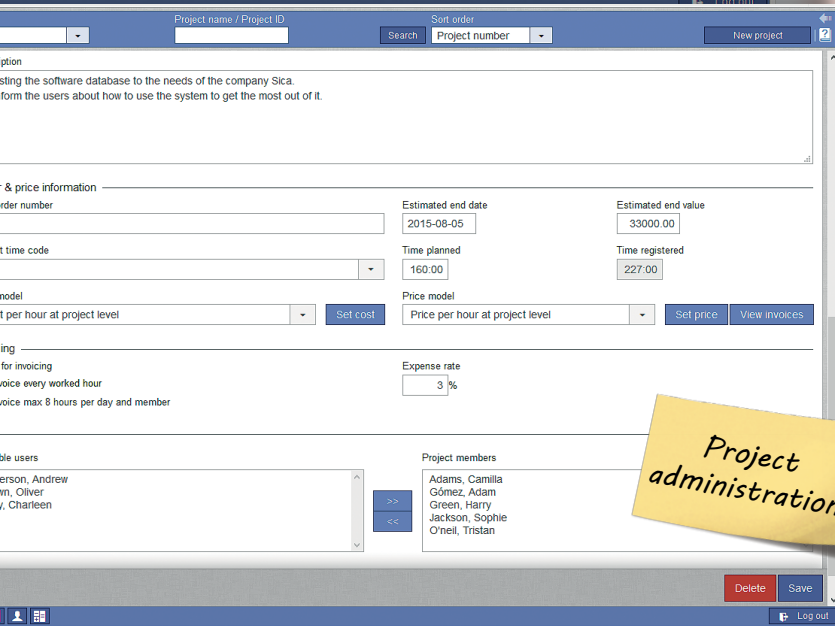 Log out
Project name / Project ID
Sort order
Search
Project number
New project
?
ption
sting the software database to the needs of the company Sica.
nform the users about how to use the system to get the most out of it.
r & price information
order number
Estimated end date
Estimated end value
2015-08-05
33000.00
t time code
Time planned
Time registered
160:00
227:00
model
Price model
t per hour at project level
Set cost
Price per hour at project level
Set price
View invoices
ing
for invoicing
Expense rate
voice every worked hour
3 %
voice max 8 hours per day and member
ble users
Project members
erson, Andrew
wn, Oliver
y, Charleen
>>
<<
Adams, Camilla
Gómez, Adam
Green, Harry
Jackson, Sophie
O'neil, Tristan
Project
administration
Delete
Save
Log out